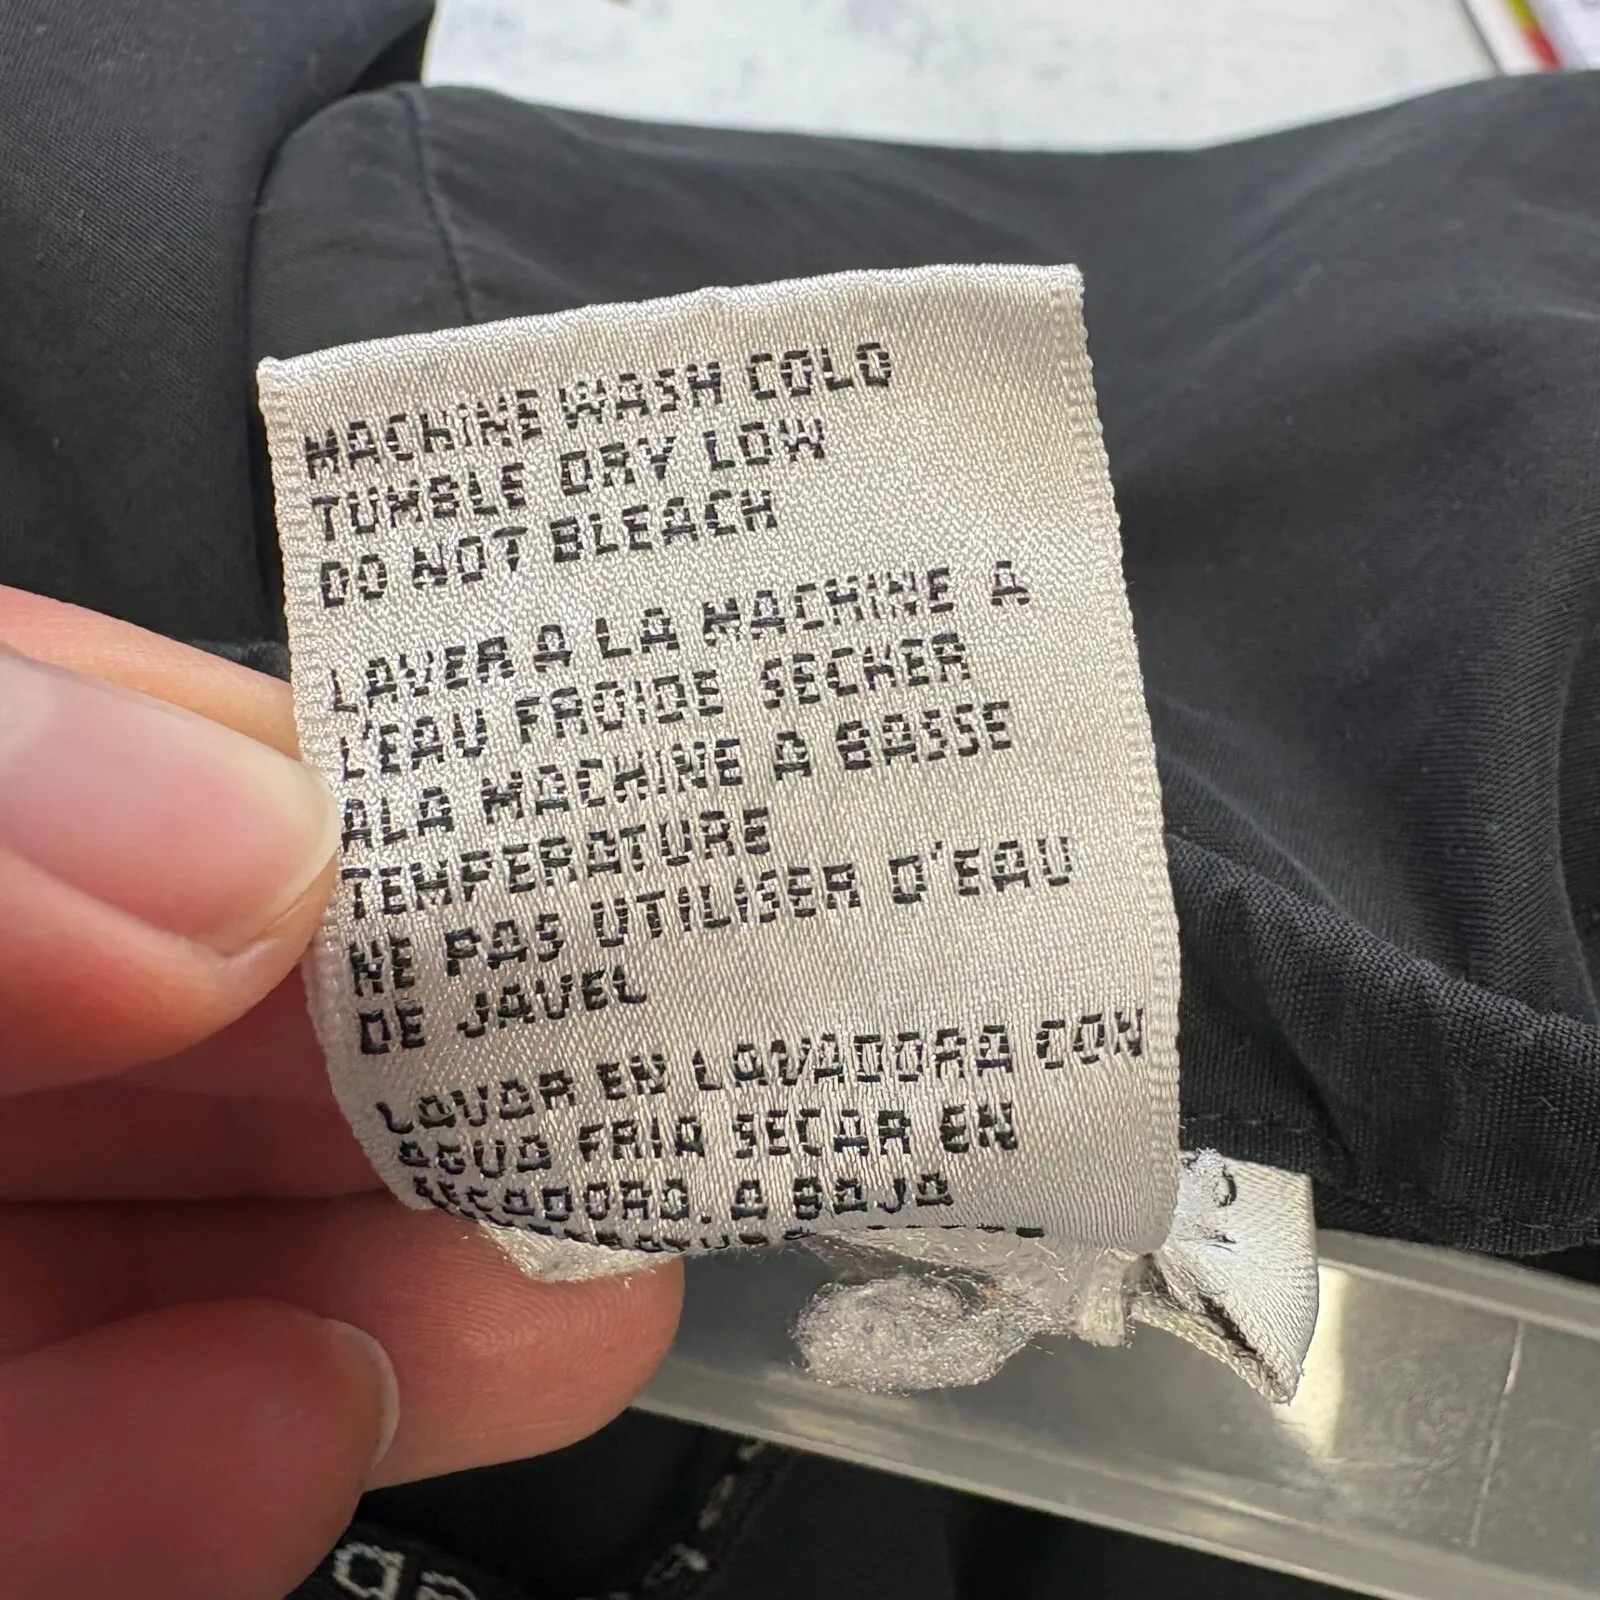 MACHINE WASH COLD
TUMBLE DRY LOW
DO NOT BLEACH
LAVER A LA MACHINE A
L'EAU FROIDE SECHER
ALA MACHINE A BASSE
TEMPERATURE
NE PAS UTILISER D'EAU
DE JAVEL
LAVAR EN LAVADORA CON
AGUA FRIA SECAR EN
SECADORA. A BAJA